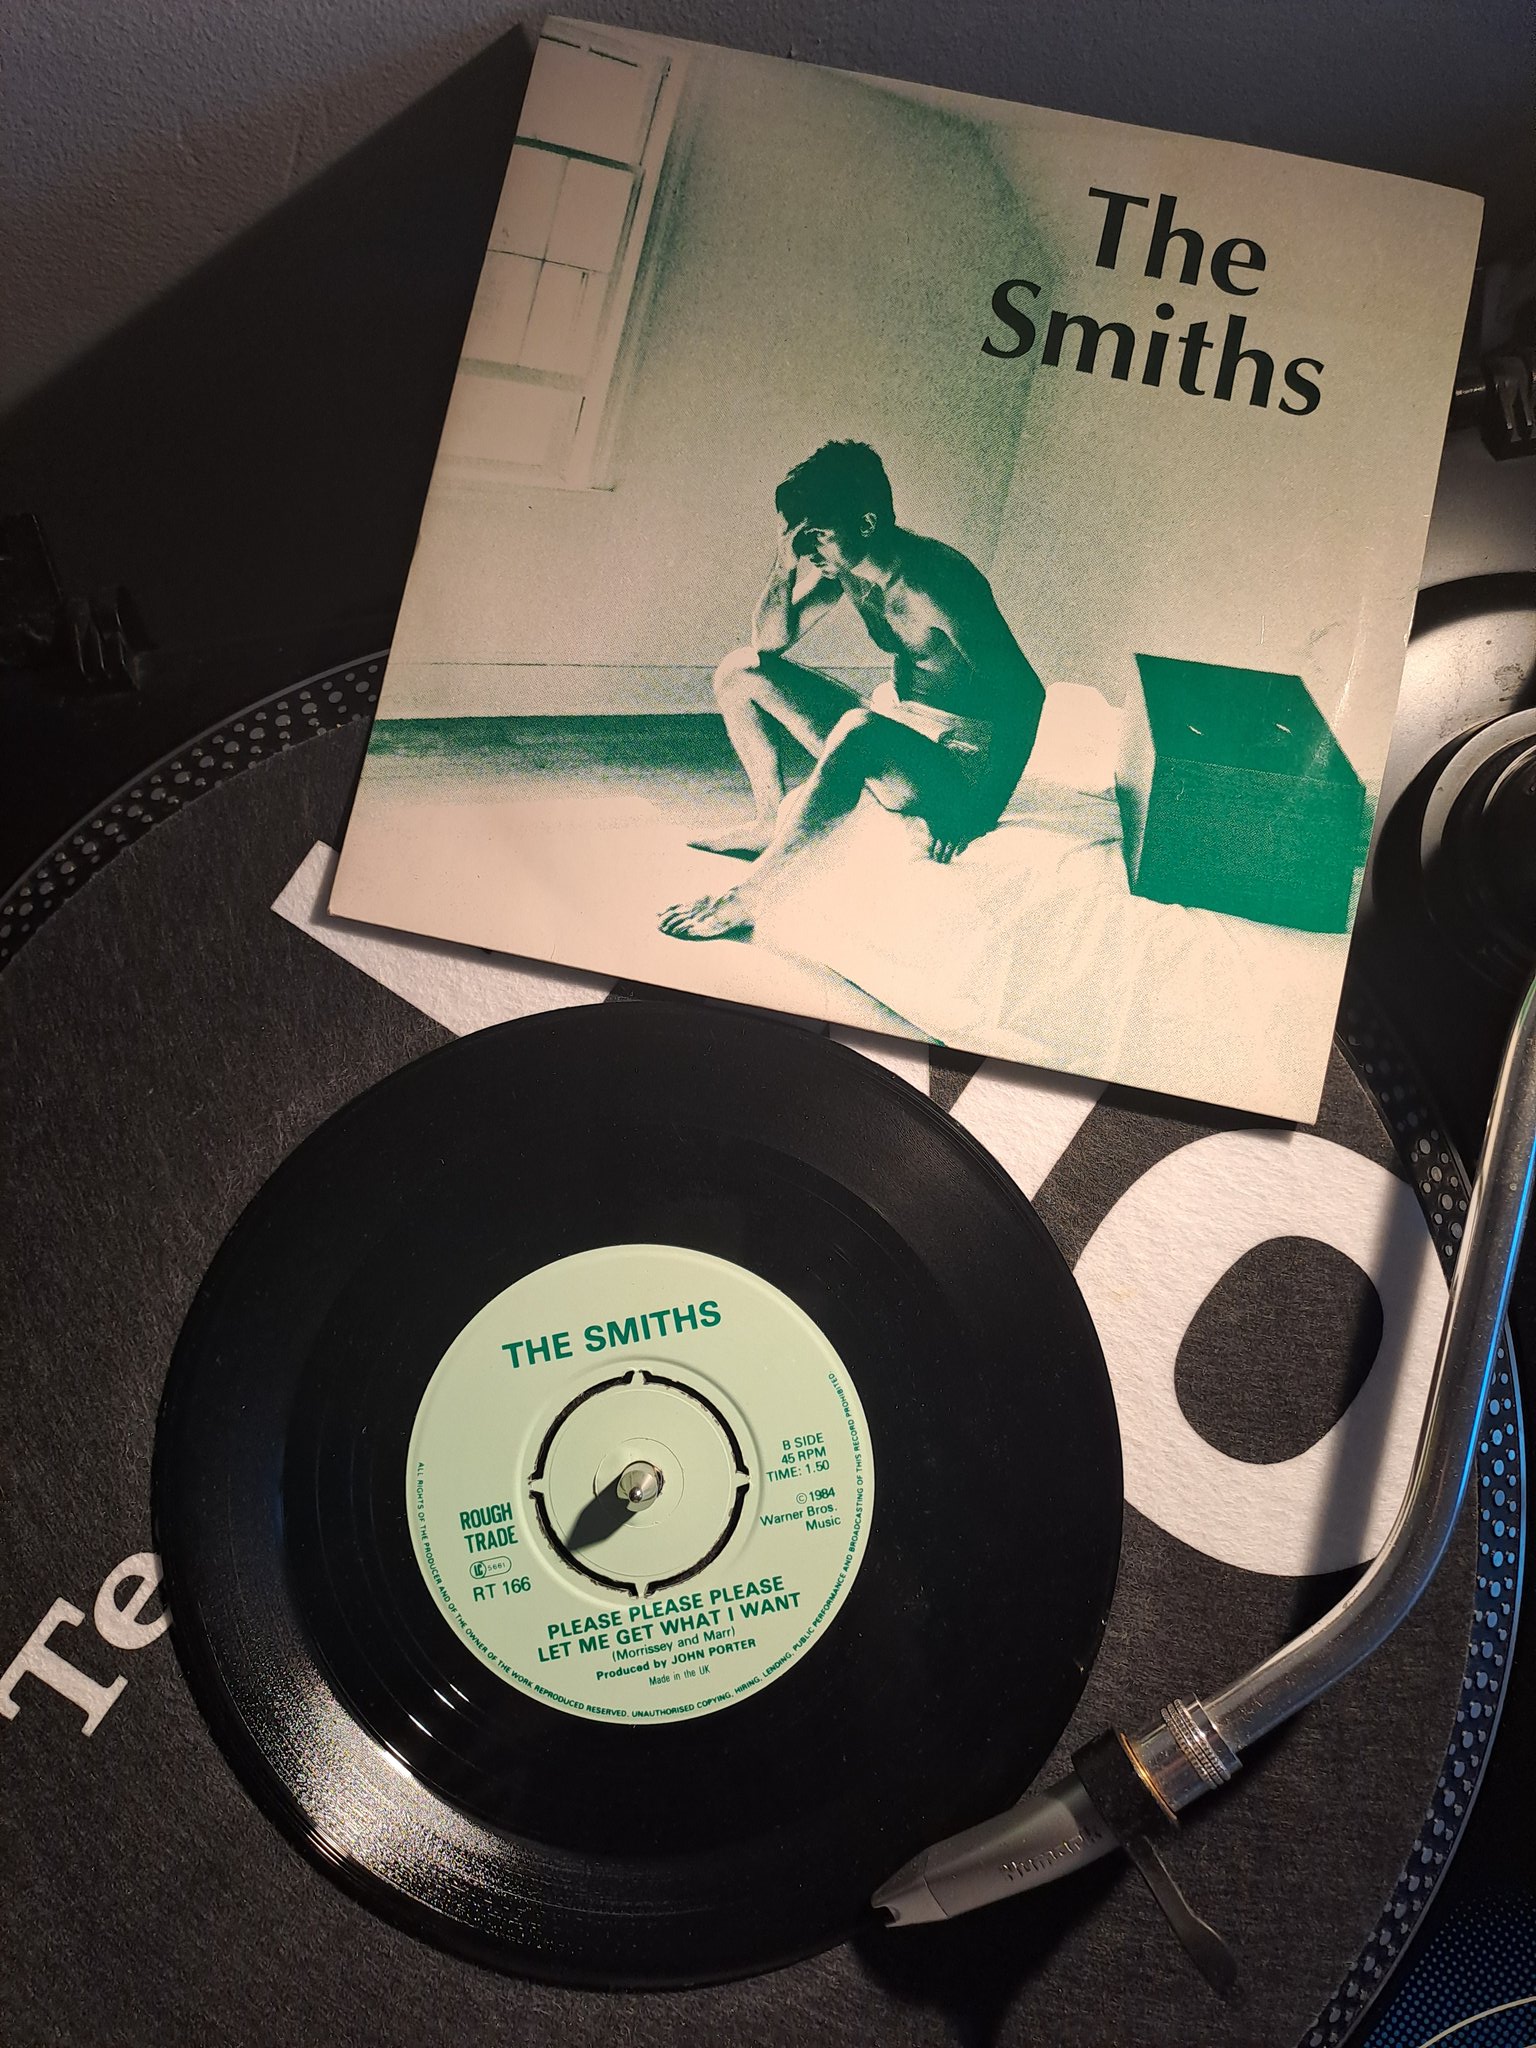 The
Smiths
THE SMITHS
B SIDE
45 RPM
TIME: 1.50
©1984
Warner Bros.
Music
ROUGH
TRADE
LC 5661
RT 166
PLEASE PLEASE PLEASE
LET ME GET WHAT I WANT
(Morrissey and Marr)
Produced by JOHN PORTER
Made in the UK
ALL RIGHTS OF THE PRODUCER AND OF THE OWNER OF THE WORK REPRODUCED RESERVED. UNAUTHORISED COPYING, HIRING, LENDING, PUBLIC PERFORMANCE AND BROADCASTING OF THIS RECORD PROHIBITED.
Te